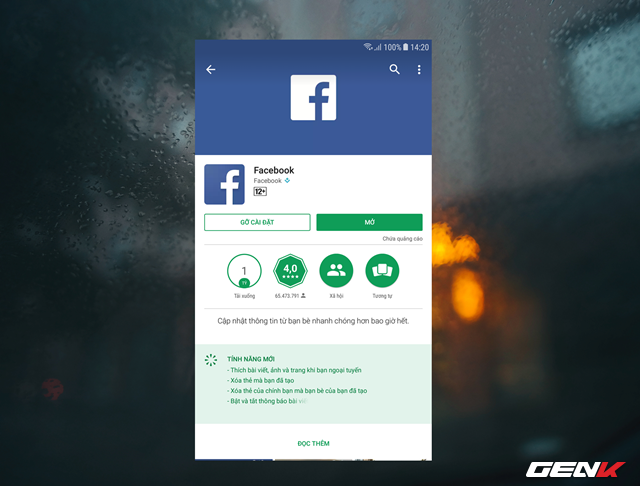 100% 14:20
Facebook
Facebook
12+
GỠ CÀI ĐẶT
MỞ
Chứa quảng cáo
1
4,0
Tải xuống
65.473.791
Xã hội
Tương tự
Cập nhật thông tin từ bạn bè nhanh chóng hơn bao giờ hết.
TÍNH NĂNG MỚI
- Thích bài viết, ảnh và trang khi bạn ngoại tuyến
- Xóa thẻ mà bạn đã tạo
- Xóa thẻ của chính bạn mà bạn bè của bạn đã tạo
- Bật và tắt thông báo bài viết
ĐỌC THÊM
GENK